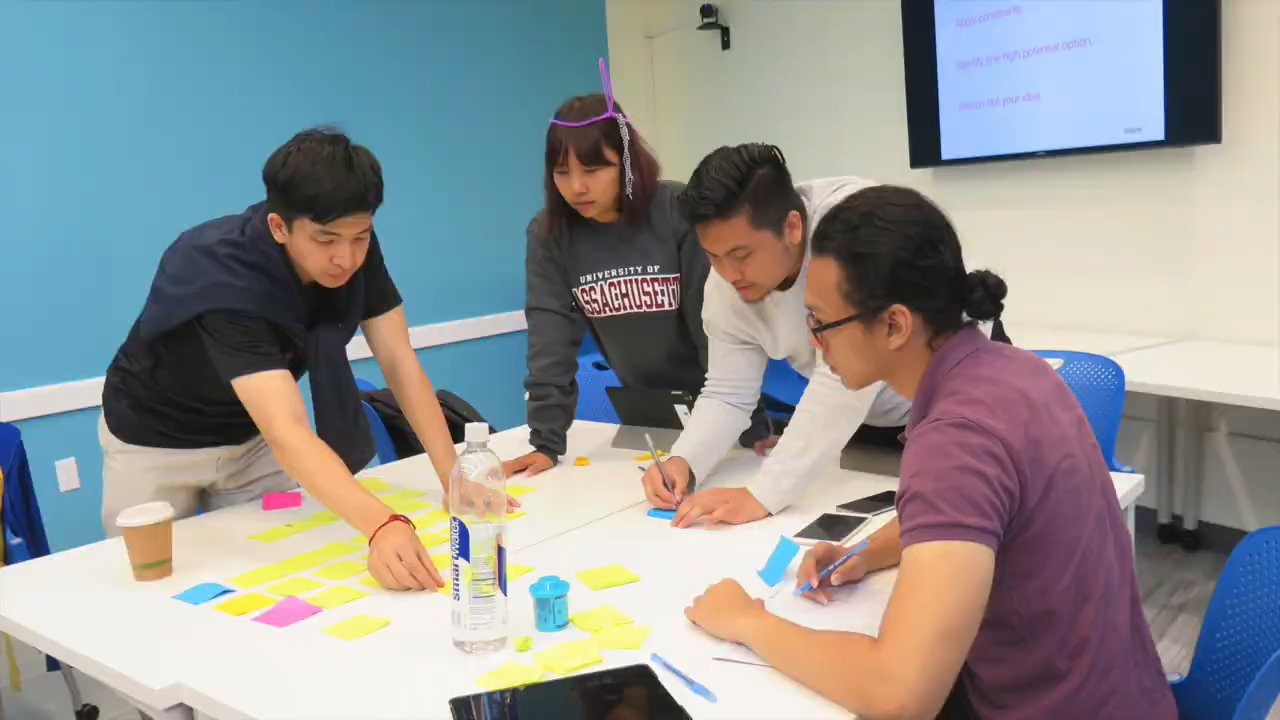 Apply constraints.
Identify one high potential option.
Design out your idea.
UNIVERSITY OF
ASSACHUSETT
smartwater